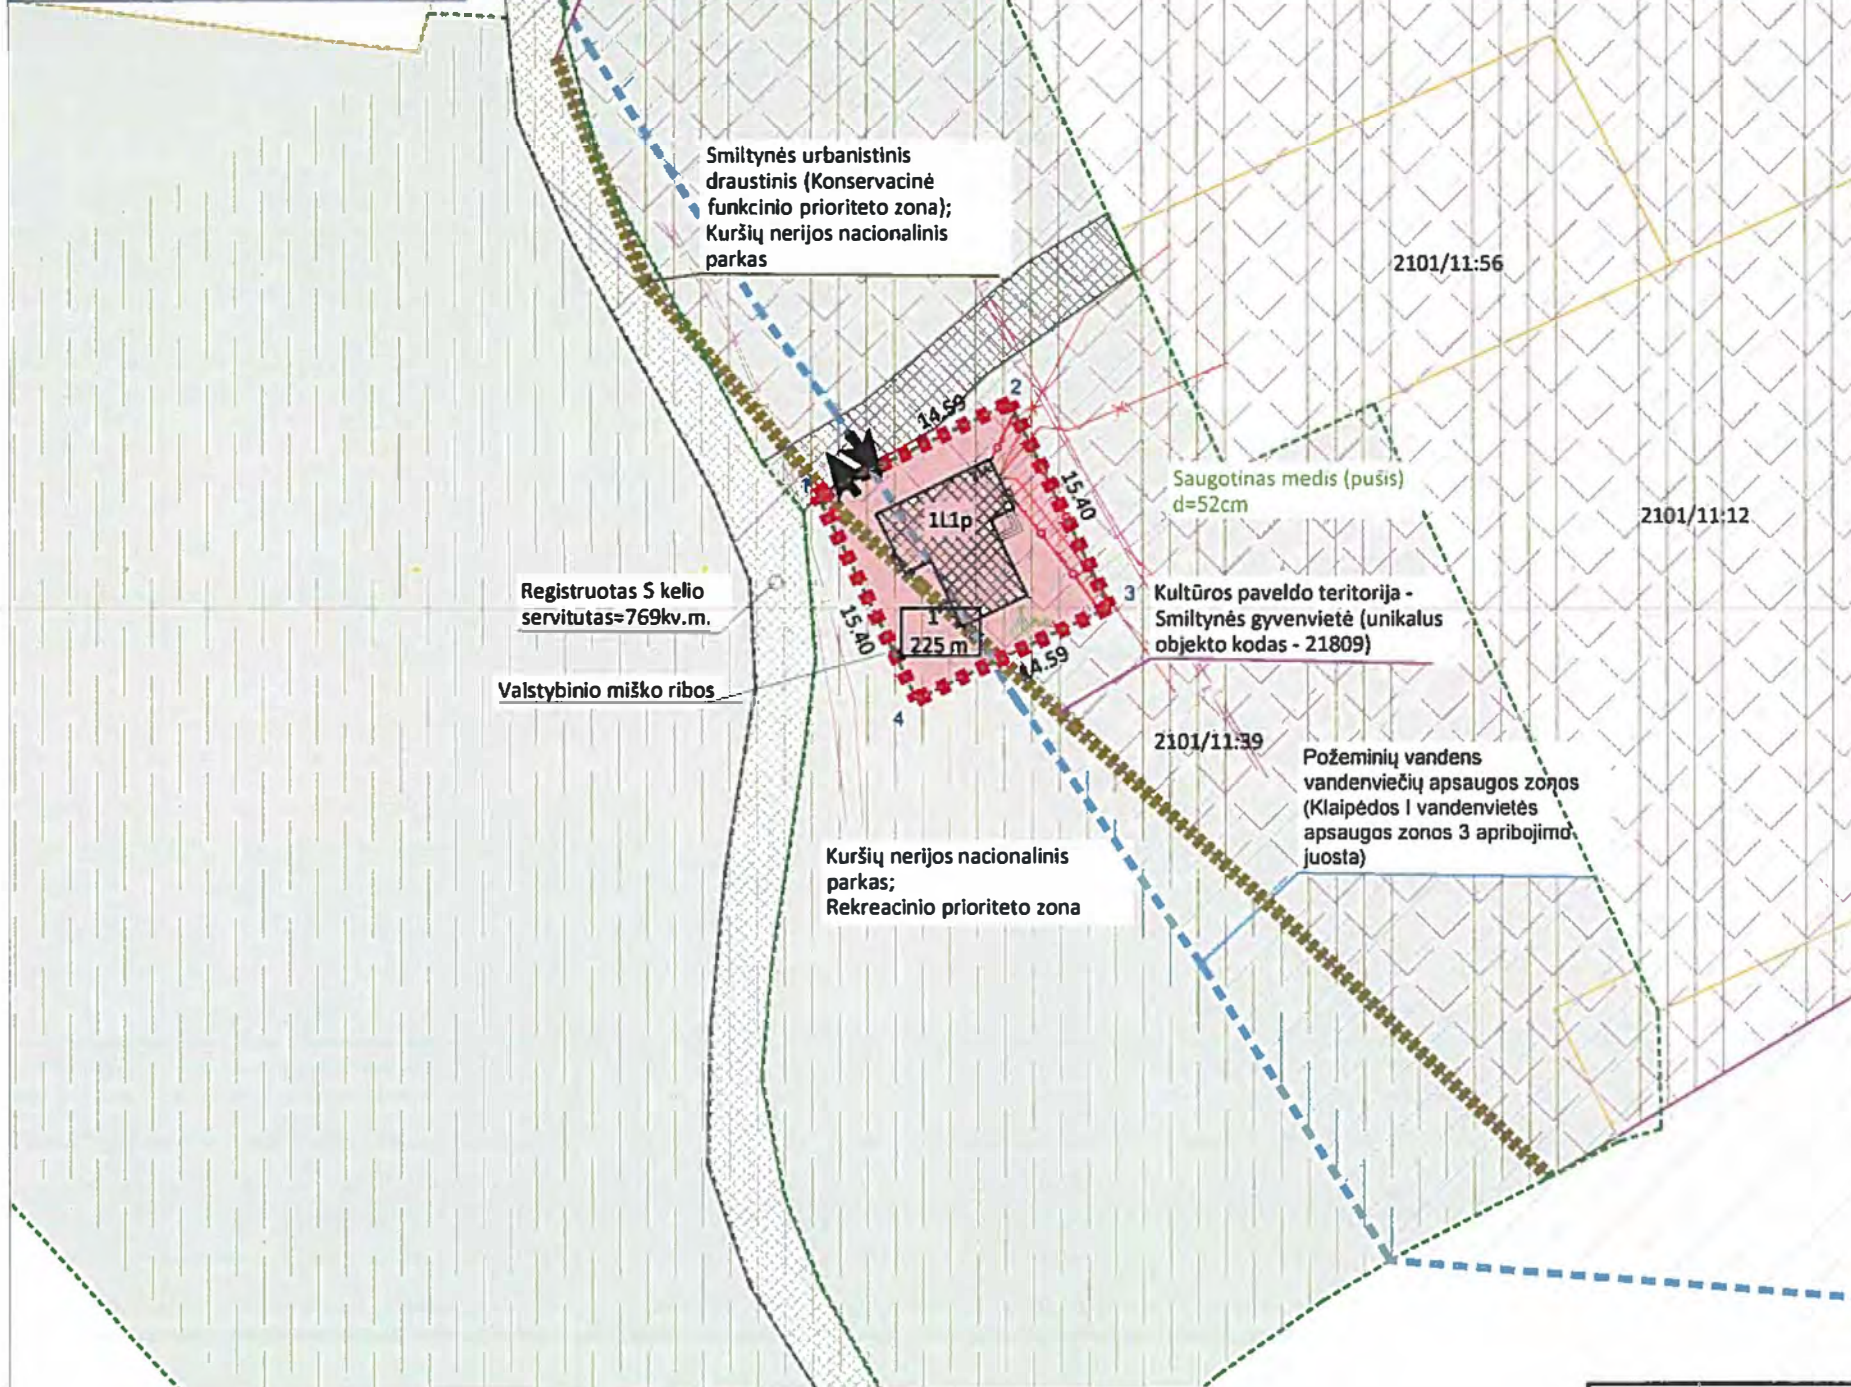 Smiltynės urbanistinis
draustinis (Konservacinė
funkcinio prioriteto zona);
Kuršių nerijos nacionalinis
parkas
2101/11:56
2
14.59
15.40
1L1p
Saugotinas medis (pušis)
d=52cm
2101/11:12
Registruotas S kelio
servitutas=769kv.m.
3
Kultūros paveldo teritorija -
Smiltynės gyvenvietė (unikalus
objekto kodas - 21809)
15.40
1
225 m
14.59
Valstybinio miško ribos
4
2101/11:39
Požeminių vandens
vandenviečių apsaugos zonos
(Klaipėdos I vandenvietės
apsaugos zonos 3 apribojimo
juosta)
Kuršių nerijos nacionalinis
parkas;
Rekreacinio prioriteto zona